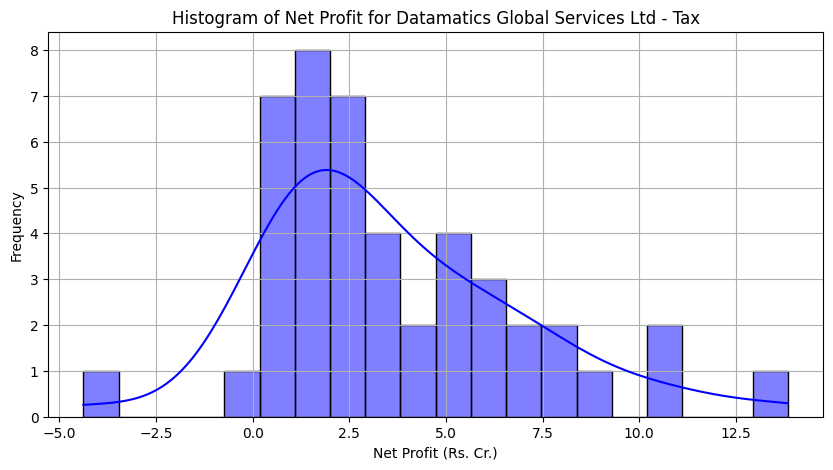 Histogram of Net Profit for Datamatics Global Services Ltd - Tax
8
7
6
5
4
3
2
1
0
Frequency
−5.0 −2.5 0.0 2.5 5.0 7.5 10.0 12.5
Net Profit (Rs. Cr.)